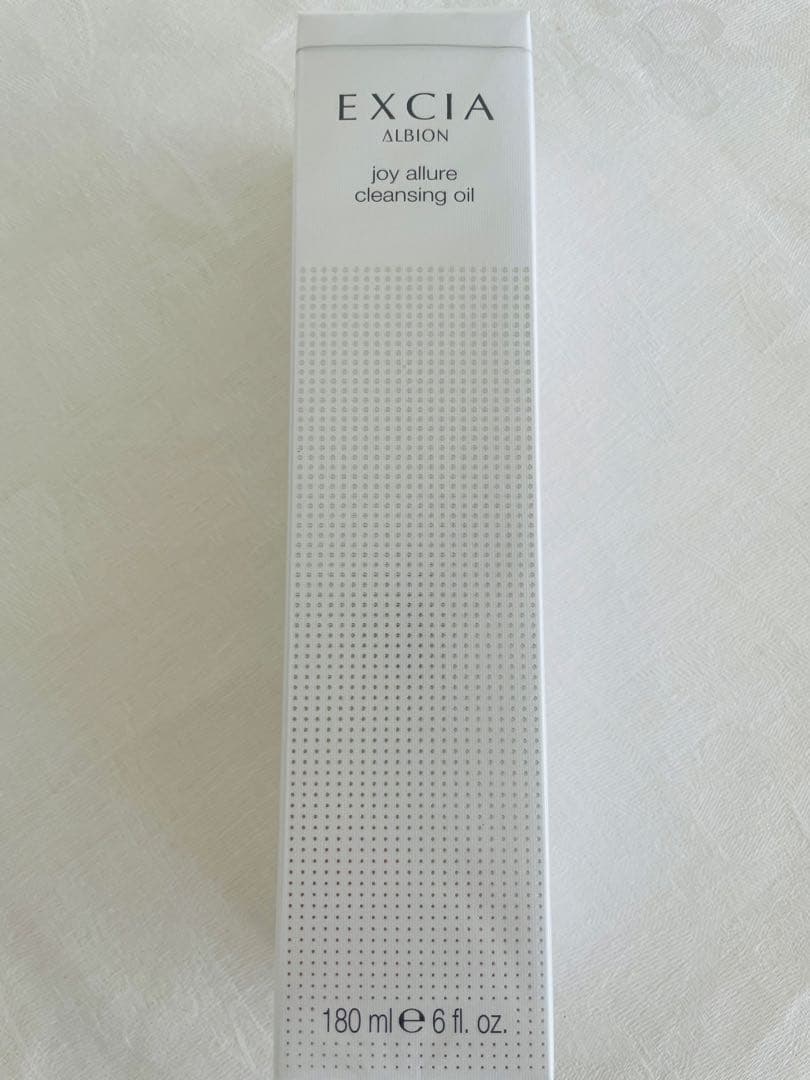 EXCIA
ALBION
joy allure
cleansing oil
180 ml ℮ 6 fl. oz.